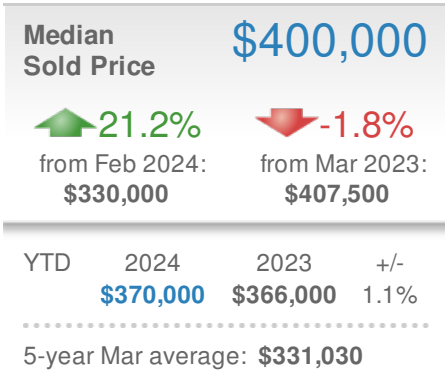 Median
Sold Price
$400,000
21.2%
from Feb 2024:
$330,000
-1.8%
from Mar 2023:
$407,500
YTD 2024 2023 +/-
$370,000 $366,000 1.1%
5-year Mar average: $331,030